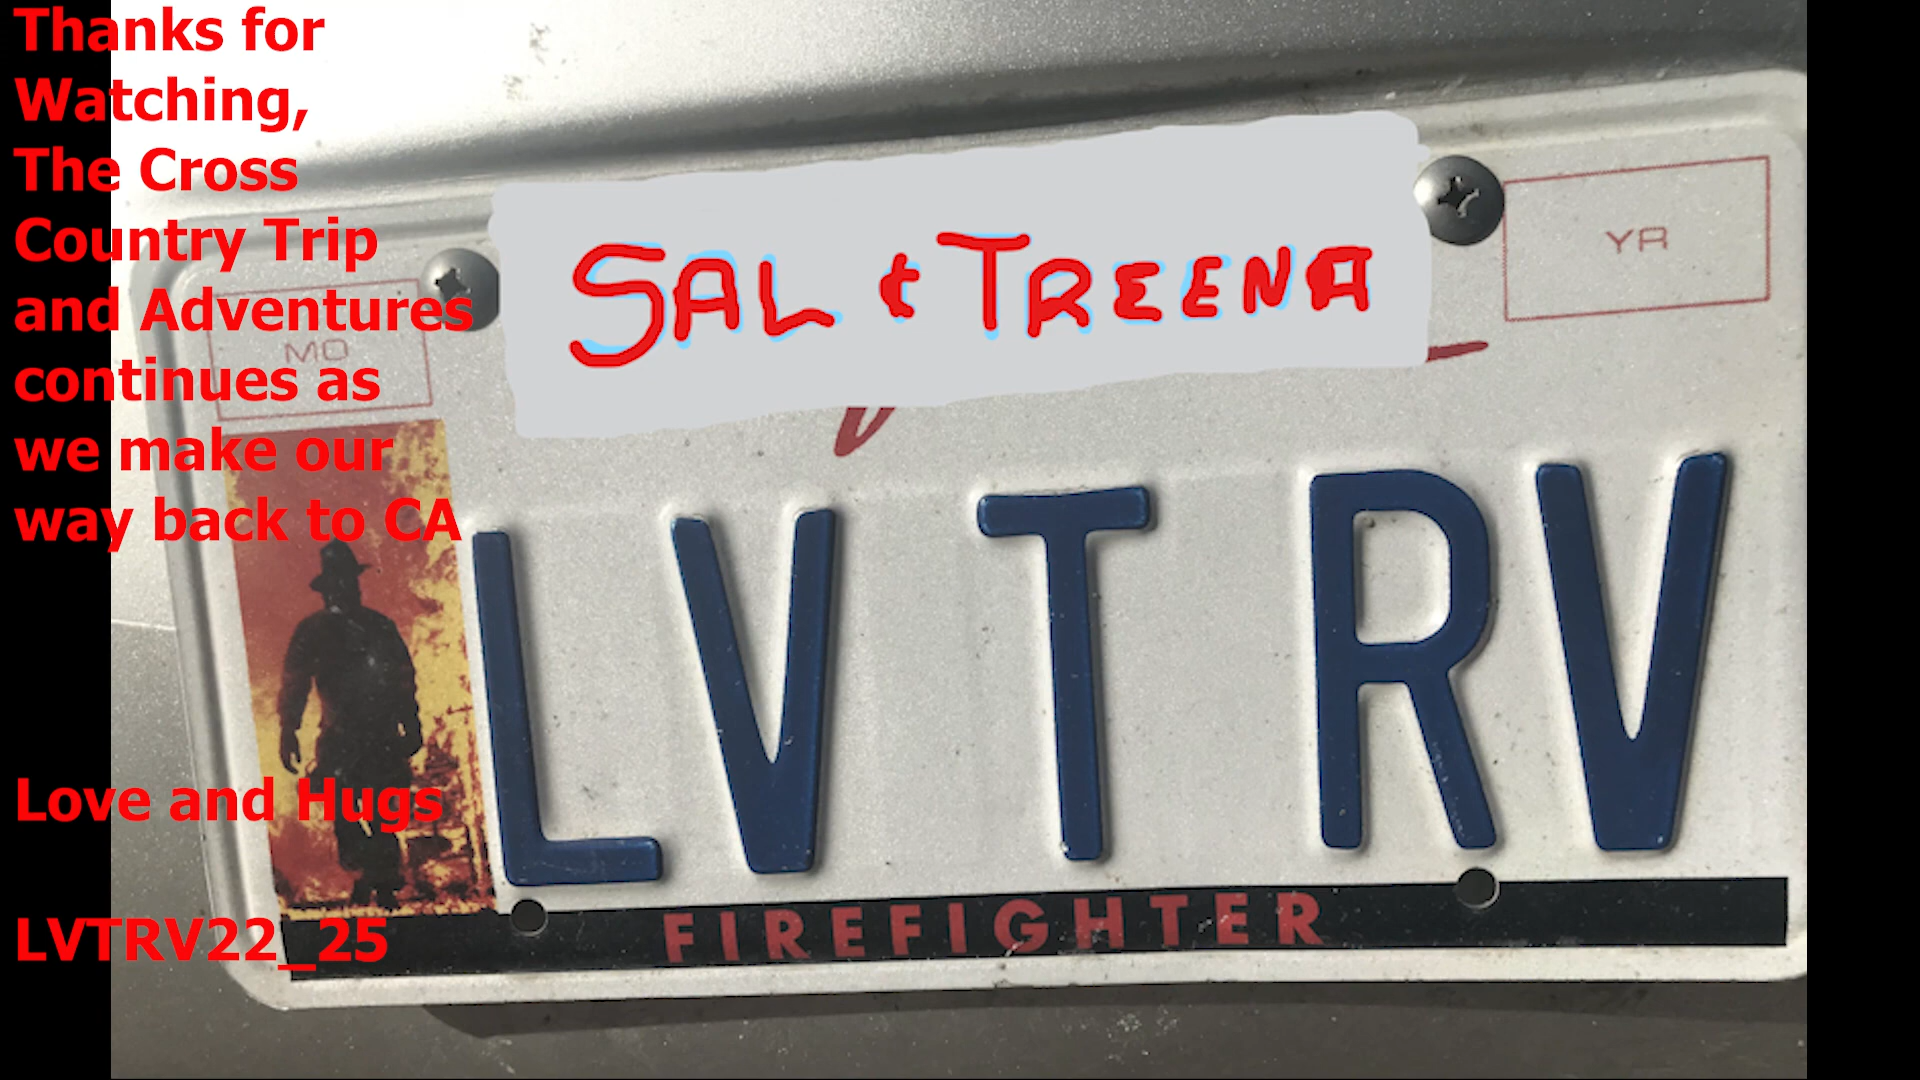 Thanks for
Watching,
The Cross
Country Trip
and Adventures
continues as
we make our
way back to CA
Love and Hugs
LVTRV22_25
SAL & TREENA
MO
YR
LV T RV
FIREFIGHTER